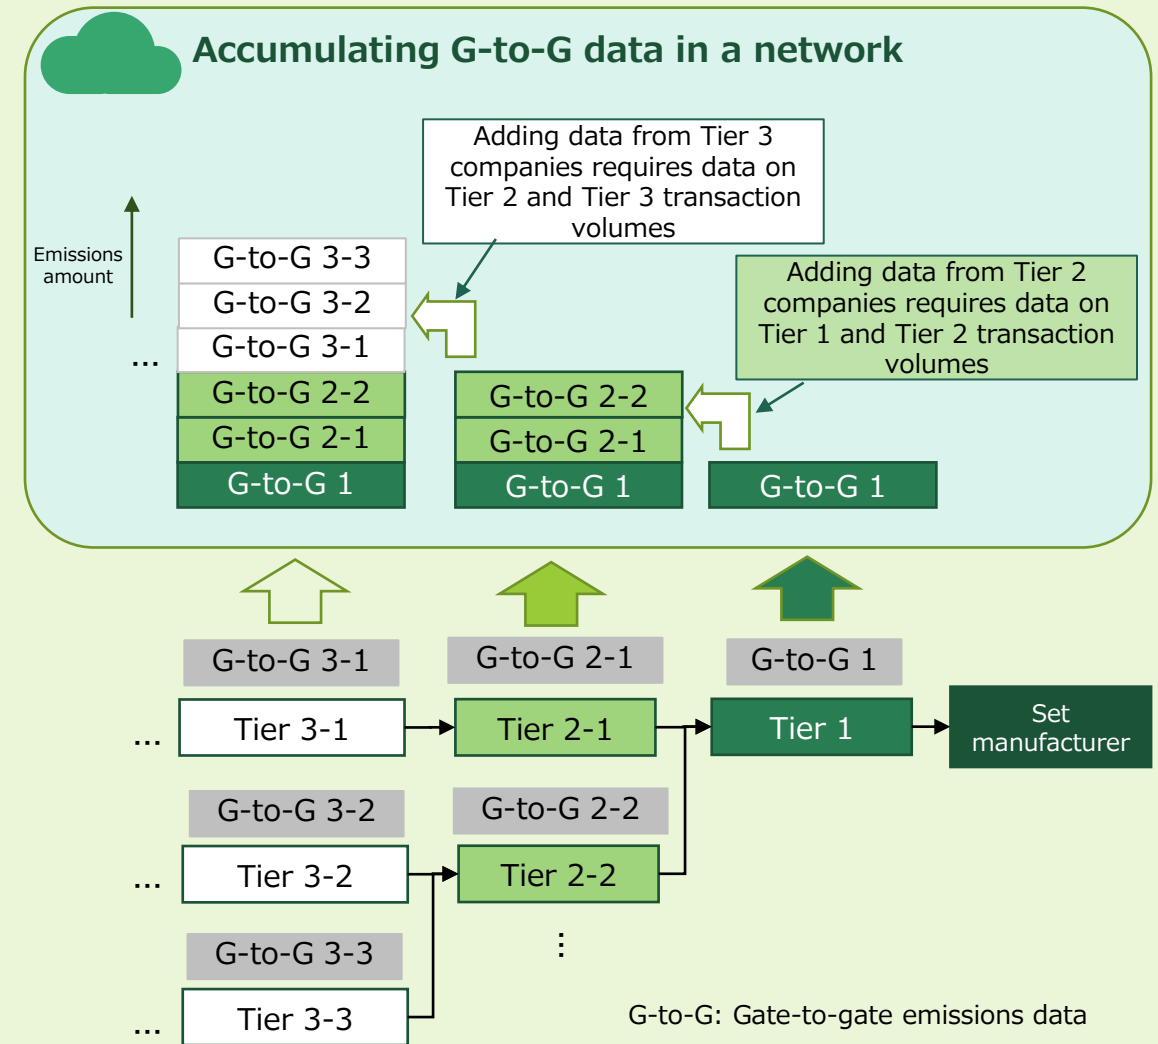 Accumulating G-to-G data in a network
Adding data from Tier 3
companies requires data on
Tier 2 and Tier 3 transaction
volumes
Adding data from Tier 2
companies requires data on
Tier 1 and Tier 2 transaction
volumes
Emissions
amount
...
G-to-G 3-3
G-to-G 3-2
G-to-G 3-1
G-to-G 2-2
G-to-G 2-1
G-to-G 1
G-to-G 2-2
G-to-G 2-1
G-to-G 1
G-to-G 1
G-to-G 3-1
G-to-G 2-1
G-to-G 1
...
Tier 3-1
Tier 2-1
Tier 1
Set
manufacturer
G-to-G 3-2
G-to-G 2-2
...
Tier 3-2
Tier 2-2
G-to-G 3-3
...
...
Tier 3-3
G-to-G: Gate-to-gate emissions data